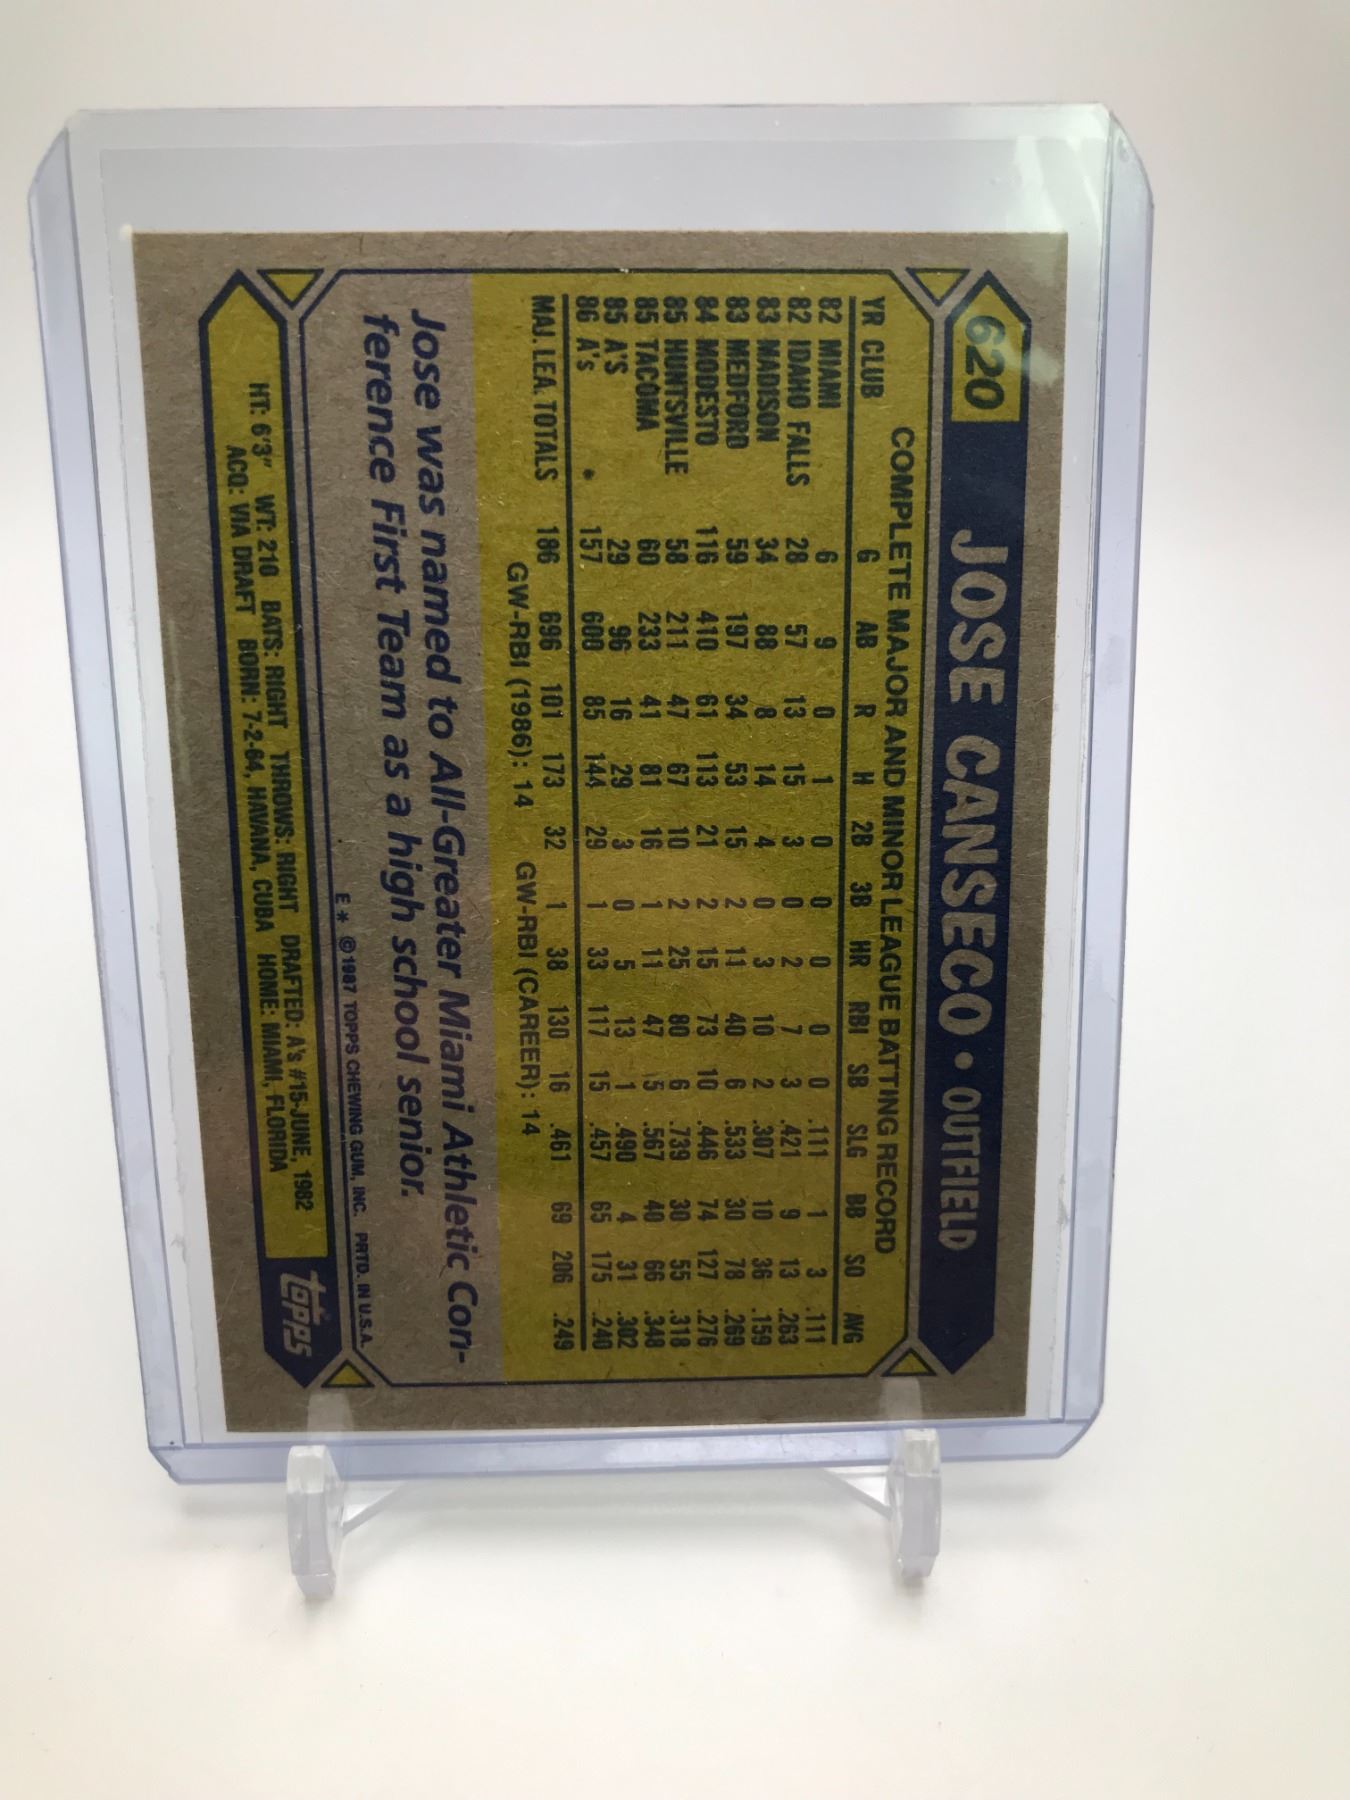 620 JOSE CANSECO • OUTFIELD
COMPLETE MAJOR AND MINOR LEAGUE BATTING RECORD
YR CLUB G AB R H 2B 3B HR RBI SB SLG BB SO AVG
82 MIAMI 6 9 0 1 0 0 0 0 0 .111 1 3 .111
82 IDAHO FALLS 28 57 13 15 3 0 2 7 3 .421 9 13 .263
83 MADISON 34 88 8 14 4 0 3 10 2 .307 10 36 .159
83 MEDFORD 59 197 34 53 15 2 11 40 6 .533 30 78 .269
84 MODESTO 116 410 61 113 21 2 15 73 10 .446 74 127 .276
85 HUNTSVILLE 58 211 47 67 10 2 25 80 6 .739 30 55 .318
85 TACOMA 60 233 41 81 16 1 11 47 5 .567 40 66 .348
85 A'S 29 96 16 29 3 0 5 13 1 .490 4 31 .302
86 A's 157 600 85 144 29 1 33 117 15 .457 65 175 .240
MAJ. LEA. TOTALS 186 696 101 173 32 1 38 130 16 .461 69 206 .249
GW-RBI (1986): 14 GW-RBI (CAREER): 14
Jose was named to All-Greater Miami Athletic Con-
ference First Team as a high school senior.
E* ©1987 TOPPS CHEWING GUM, INC. PRTD. IN U.S.A.
HT: 6'3" WT: 210 BATS: RIGHT THROWS: RIGHT DRAFTED: A's #15-JUNE, 1982
ACQ: VIA DRAFT BORN: 7-2-64, HAVANA, CUBA HOME: MIAMI, FLORIDA
topps